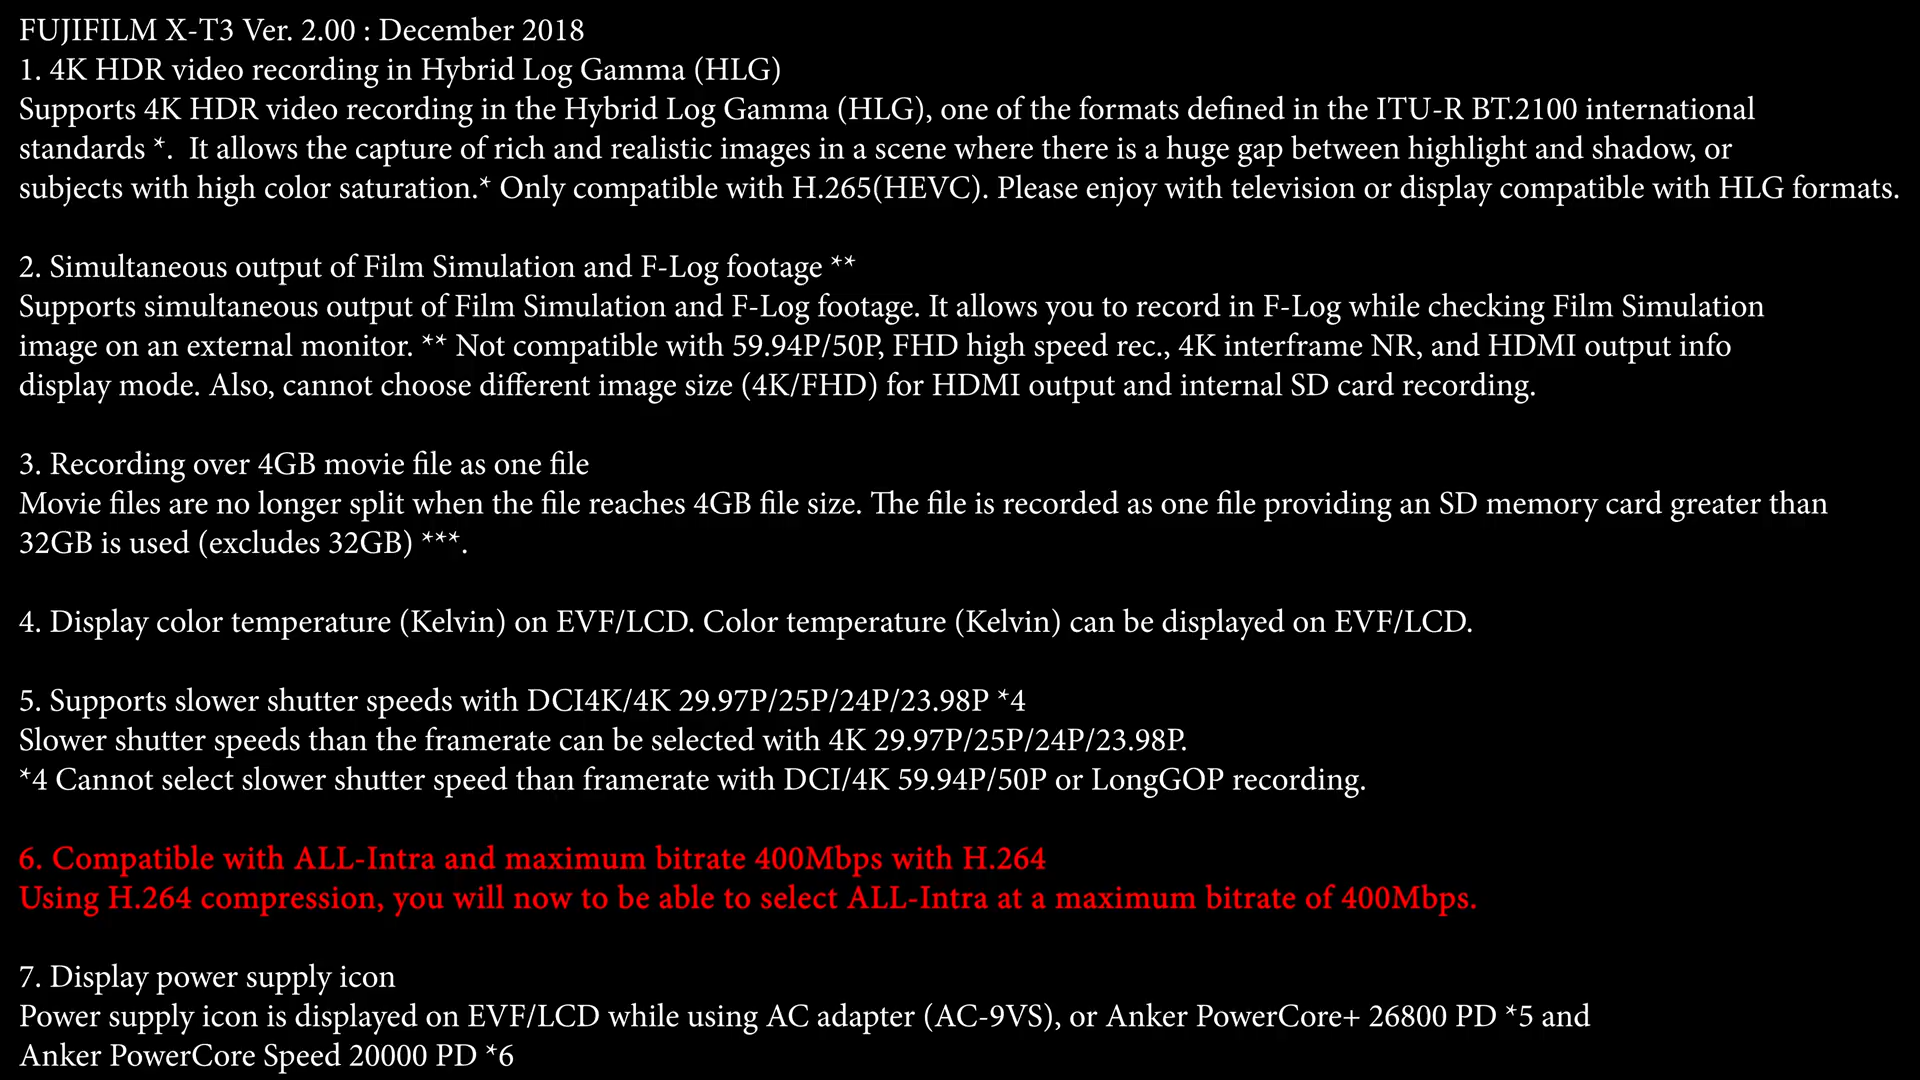 FUJIFILM X-T3 Ver. 2.00 : December 2018
1. 4K HDR video recording in Hybrid Log Gamma (HLG)
Supports 4K HDR video recording in the Hybrid Log Gamma (HLG), one of the formats defined in the ITU-R BT.2100 international
standards *.  It allows the capture of rich and realistic images in a scene where there is a huge gap between highlight and shadow, or
subjects with high color saturation.* Only compatible with H.265(HEVC). Please enjoy with television or display compatible with HLG formats.
2. Simultaneous output of Film Simulation and F-Log footage **
Supports simultaneous output of Film Simulation and F-Log footage. It allows you to record in F-Log while checking Film Simulation
image on an external monitor. ** Not compatible with 59.94P/50P, FHD high speed rec., 4K interframe NR, and HDMI output info
display mode. Also, cannot choose different image size (4K/FHD) for HDMI output and internal SD card recording.
3. Recording over 4GB movie file as one file
Movie files are no longer split when the file reaches 4GB file size. The file is recorded as one file providing an SD memory card greater than
32GB is used (excludes 32GB) ***.
4. Display color temperature (Kelvin) on EVF/LCD. Color temperature (Kelvin) can be displayed on EVF/LCD.
5. Supports slower shutter speeds with DCI4K/4K 29.97P/25P/24P/23.98P *4
Slower shutter speeds than the framerate can be selected with 4K 29.97P/25P/24P/23.98P.
*4 Cannot select slower shutter speed than framerate with DCI/4K 59.94P/50P or LongGOP recording.
6. Compatible with ALL-Intra and maximum bitrate 400Mbps with H.264
Using H.264 compression, you will now to be able to select ALL-Intra at a maximum bitrate of 400Mbps.
7. Display power supply icon
Power supply icon is displayed on EVF/LCD while using AC adapter (AC-9VS), or Anker PowerCore+ 26800 PD *5 and
Anker PowerCore Speed 20000 PD *6